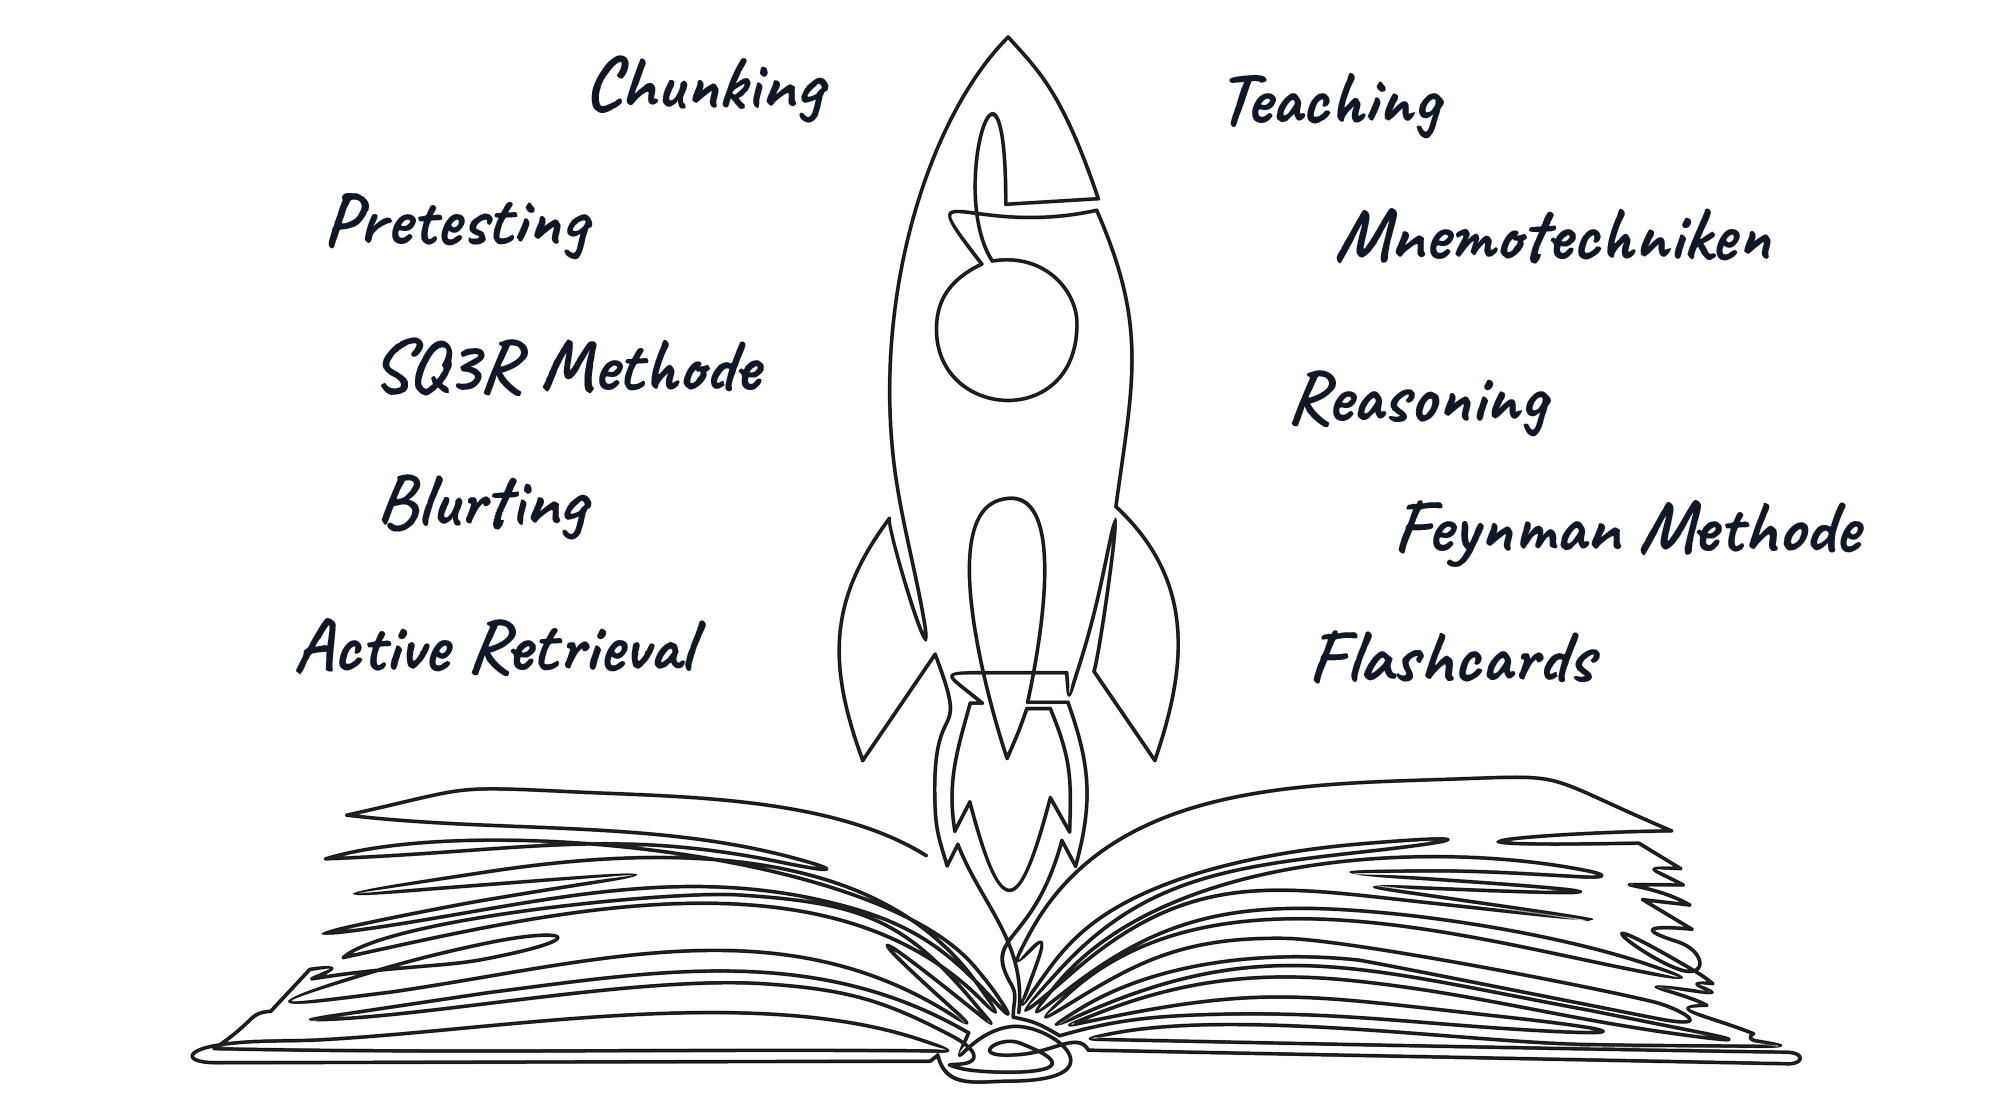 Chunking
Teaching
Pretesting
Mnemotechniken
SQ3R Methode
Reasoning
Blurting
Feynman Methode
Active Retrieval
Flashcards